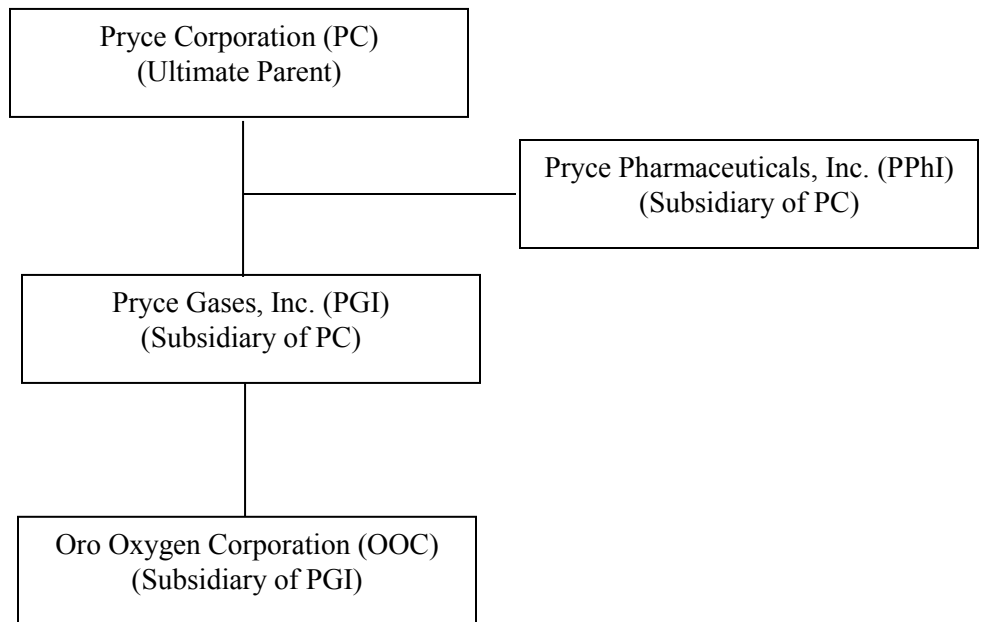 Pryce Corporation (PC)
(Ultimate Parent)
Pryce Pharmaceuticals, Inc. (PPhI)
(Subsidiary of PC)
Pryce Gases, Inc. (PGI)
(Subsidiary of PC)
Oro Oxygen Corporation (OOC)
(Subsidiary of PGI)